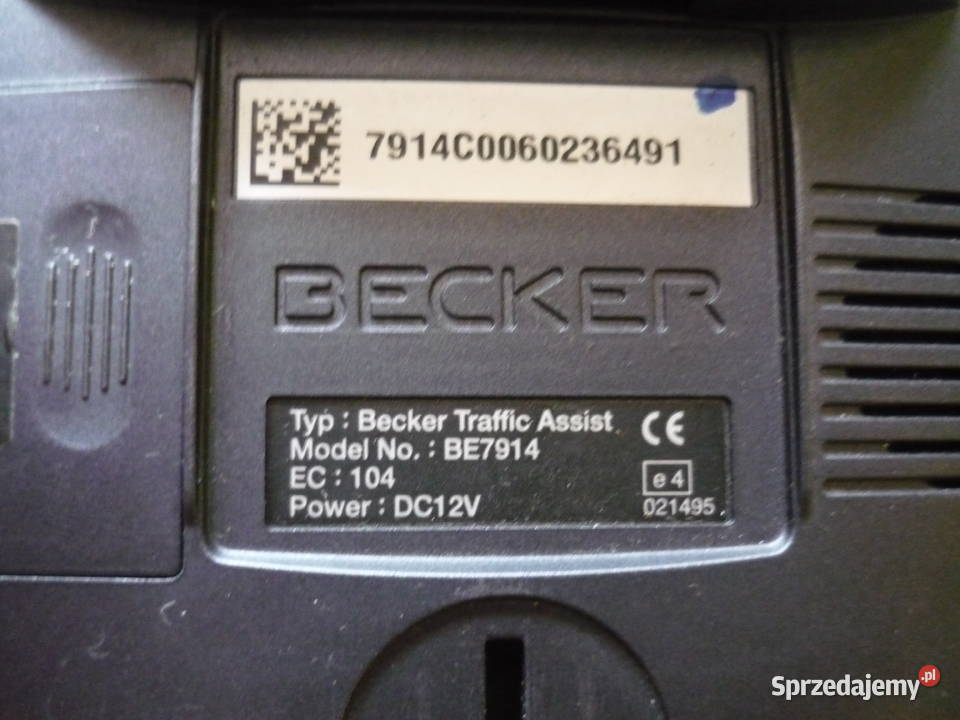 7914C0060236491
BECKER
Typ : Becker Traffic Assist CE
Model No. : BE7914
EC : 104 e4
Power : DC12V 021495
Sprzedajemy.pl